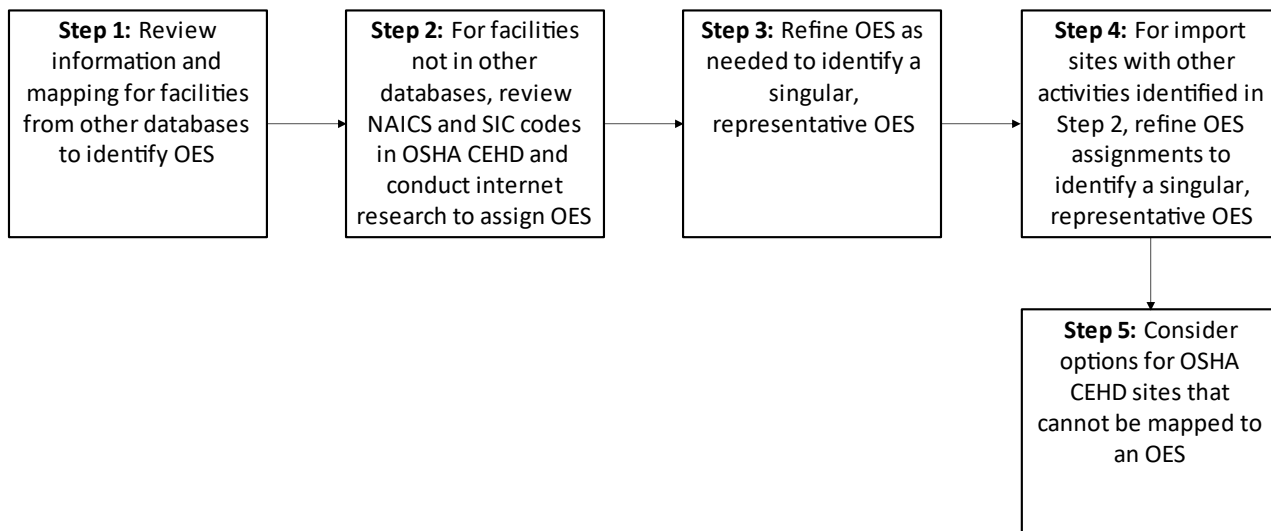 Step 1: Review
information and
mapping for facilities
from other databases
to identify OES
Step 2: For facilities
not in other
databases, review
NAICS and SIC codes
in OSHA CEHD and
conduct internet
research to assign OES
Step 3: Refine OES as
needed to identify a
singular,
representative OES
Step 4: For import
sites with other
activities identified in
Step 2, refine OES
assignments to
identify a singular,
representative OES
Step 5: Consider
options for OSHA
CEHD sites that
cannot be mapped to
an OES